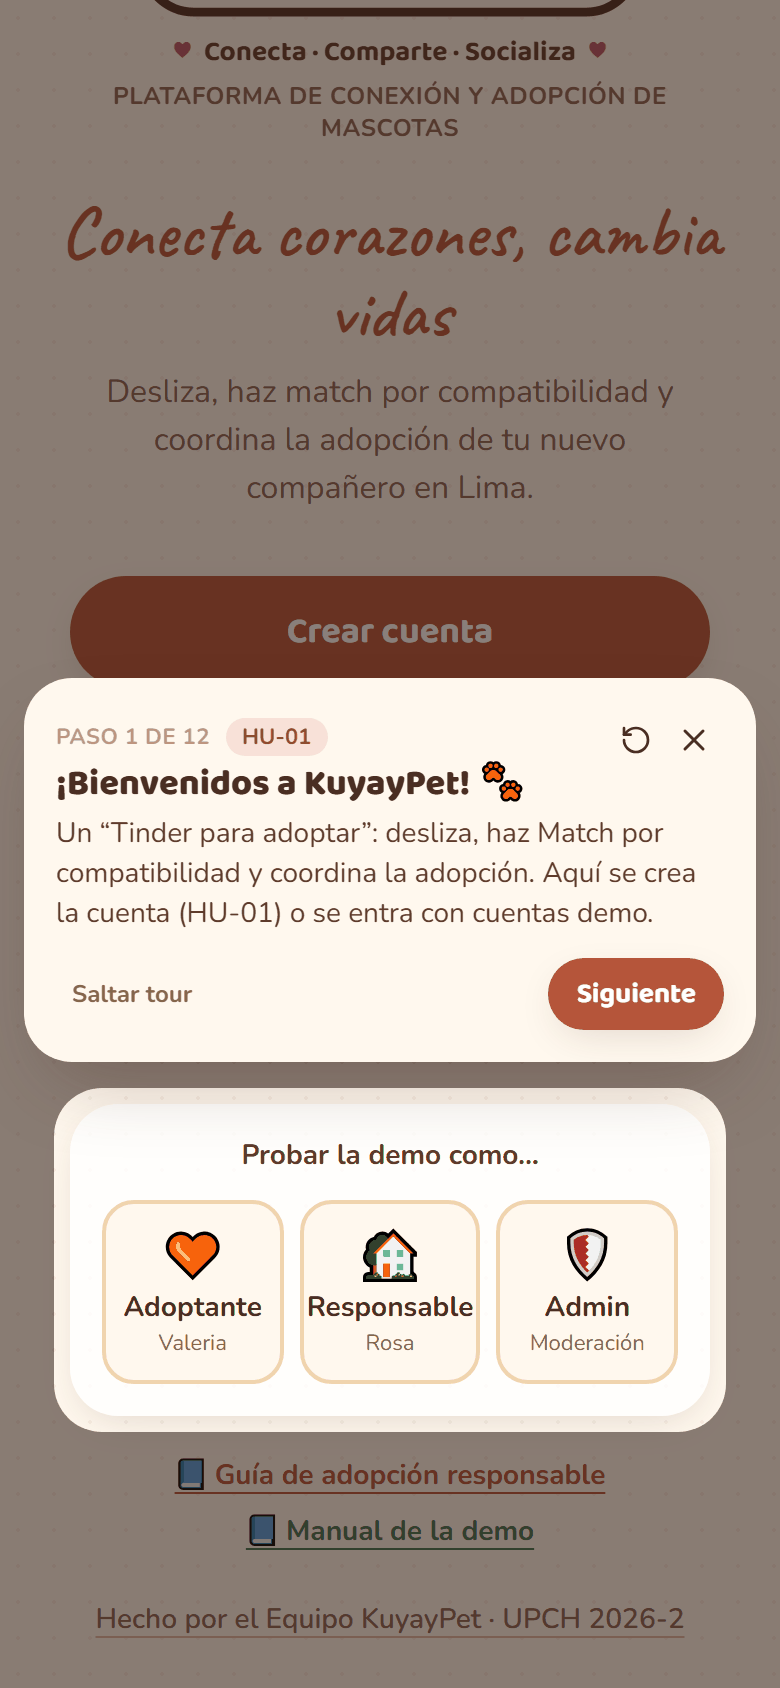 Conecta · Comparte · Socializa
PLATAFORMA DE CONEXIÓN Y ADOPCIÓN DE
MASCOTAS
Conecta corazones, cambia
vidas
Desliza, haz match por compatibilidad y
coordina la adopción de tu nuevo
compañero en Lima.
Crear cuenta
PASO 1 DE 12 HU-01
¡Bienvenidos a KuyayPet!
Un “Tinder para adoptar”: desliza, haz Match por
compatibilidad y coordina la adopción. Aquí se crea
la cuenta (HU-01) o se entra con cuentas demo.
Saltar tour Siguiente
Probar la demo como...
Adoptante Responsable Admin
Valeria Rosa Moderación
Guía de adopción responsable
Manual de la demo
Hecho por el Equipo KuyayPet · UPCH 2026-2